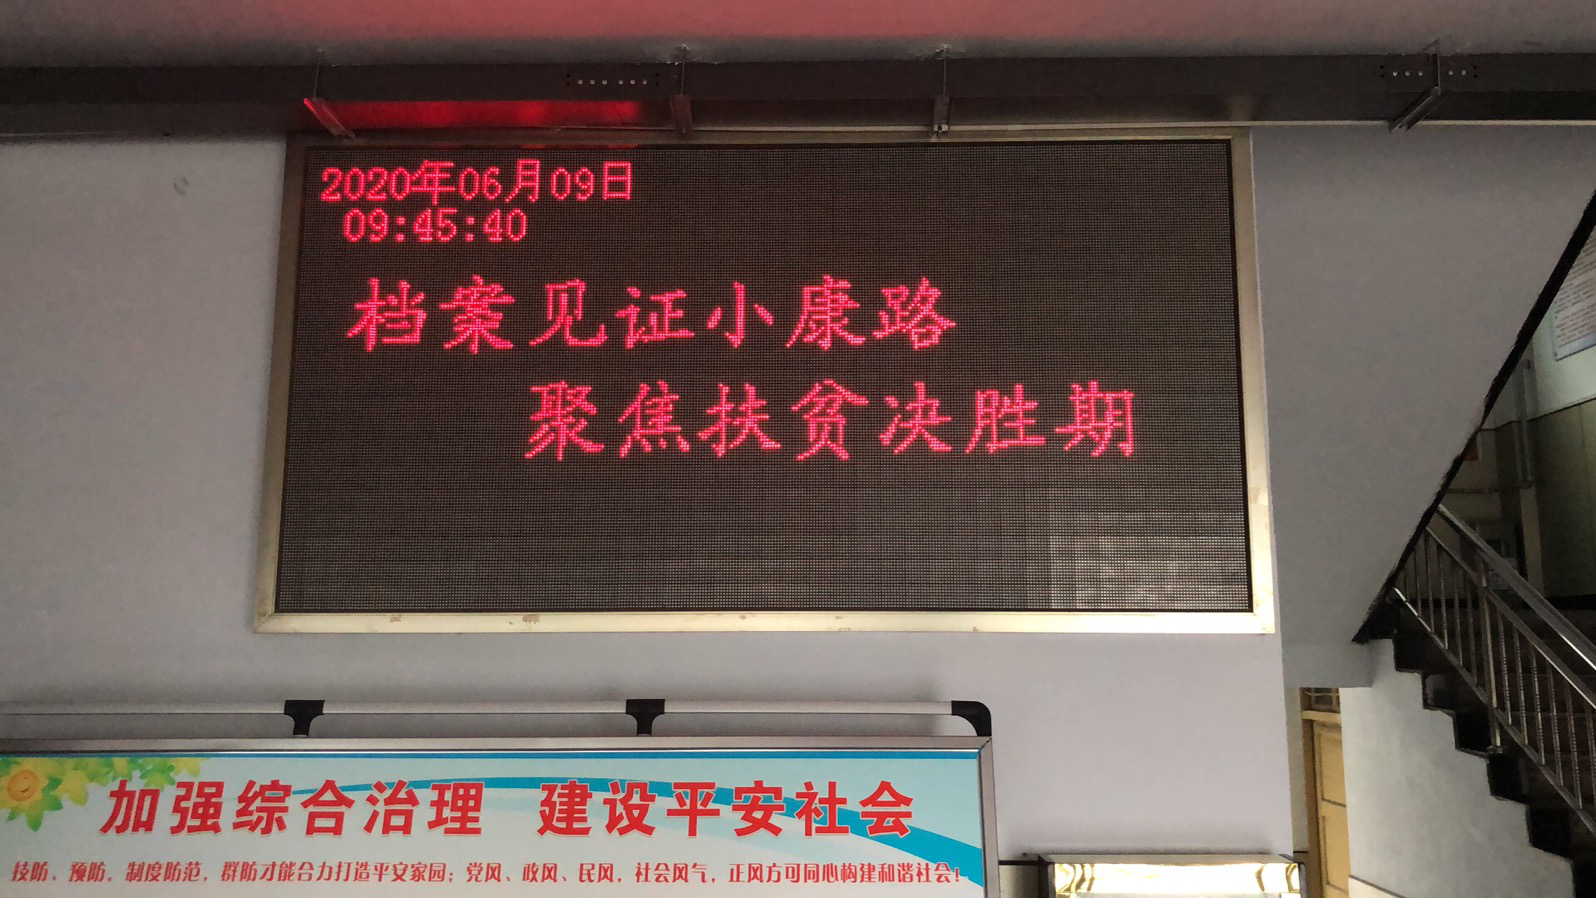 2020年06月09日
09:45:40
档案见证小康路
聚焦扶贫决胜期
加强综合治理 建设平安社会
技防、预防，制度防范，群防才能合力打造平安家园；党风、政风、民风，社会风气，正风方可同心构建和谐社会！